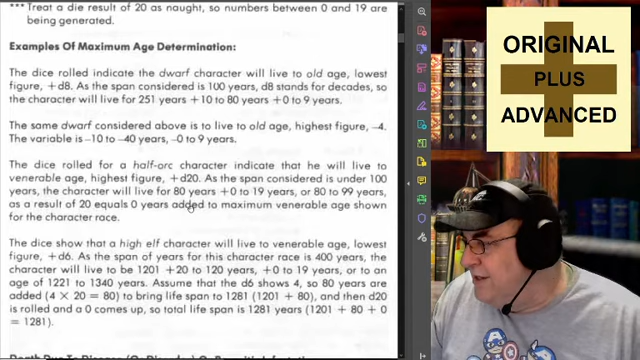 *** Treat a die result of 20 as naught, so numbers between 0 and 19 are
being generated.
Examples Of Maximum Age Determination:
The dice rolled indicate the dwarf character will live to old age, lowest
figure, +d8. As the span considered is 100 years, d8 stands for decades, so
the character will live for 251 years +10 to 80 years +0 to 9 years.
The same dwarf considered above is to live to old age, highest figure, –4.
The variable is –10 to –40 years, –0 to 9 years.
The dice rolled for a half-orc character indicate that he will live to
venerable age, highest figure, +d20. As the span considered is under 100
years, the character will live for 80 years +0 to 19 years, or 80 to 99 years,
as a result of 20 equals 0 years added to maximum venerable age shown
for the character race.
The dice show that a high elf character will live to venerable age, lowest
figure, +d6. As the span of years for this character race is 400 years, the
character will live to be 1201 +20 to 120 years, +0 to 19 years, or to an
age of 1221 to 1340 years. Assume that the d6 shows 4, so 80 years are
added (4 × 20 = 80) to bring life span to 1281 (1201 + 80), and then d20
is rolled and a 0 comes up, so total life span is 1281 years (1201 + 80 + 0
= 1281).
ORIGINAL
PLUS
ADVANCED